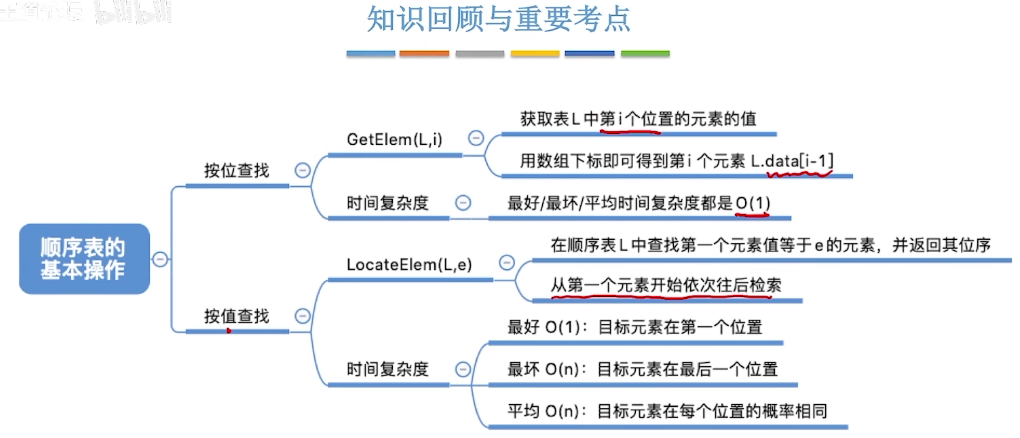 知识回顾与重要考点
顺序表的
基本操作
按位查找
GetElem(L,i)
获取表L中第i个位置的元素的值
用数组下标即可得到第i个元素 L.data[i-1]
时间复杂度
最好/最坏/平均时间复杂度都是O(1)
按值查找
LocateElem(L,e)
在顺序表L中查找第一个元素值等于e的元素，并返回其位序
从第一个元素开始依次往后检索
时间复杂度
最好 O(1)：目标元素在第一个位置
最坏 O(n)：目标元素在最后一个位置
平均 O(n)：目标元素在每个位置的概率相同